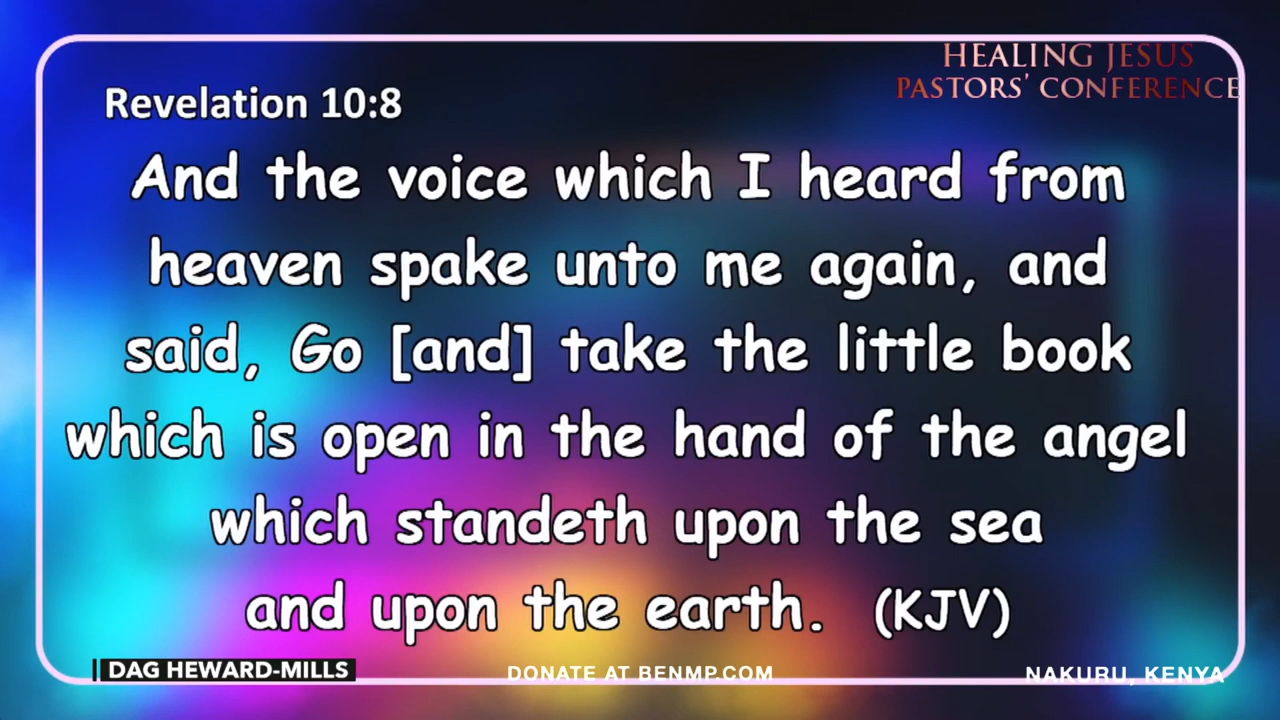 HEALING JESUS
PASTORS' CONFERENCE
Revelation 10:8
And the voice which I heard from
heaven spake unto me again, and
said, Go [and] take the little book
which is open in the hand of the angel
which standeth upon the sea
and upon the earth. (KJV)
DAG HEWARD-MILLS
DONATE AT BENMP.COM
NAKURU, KENYA